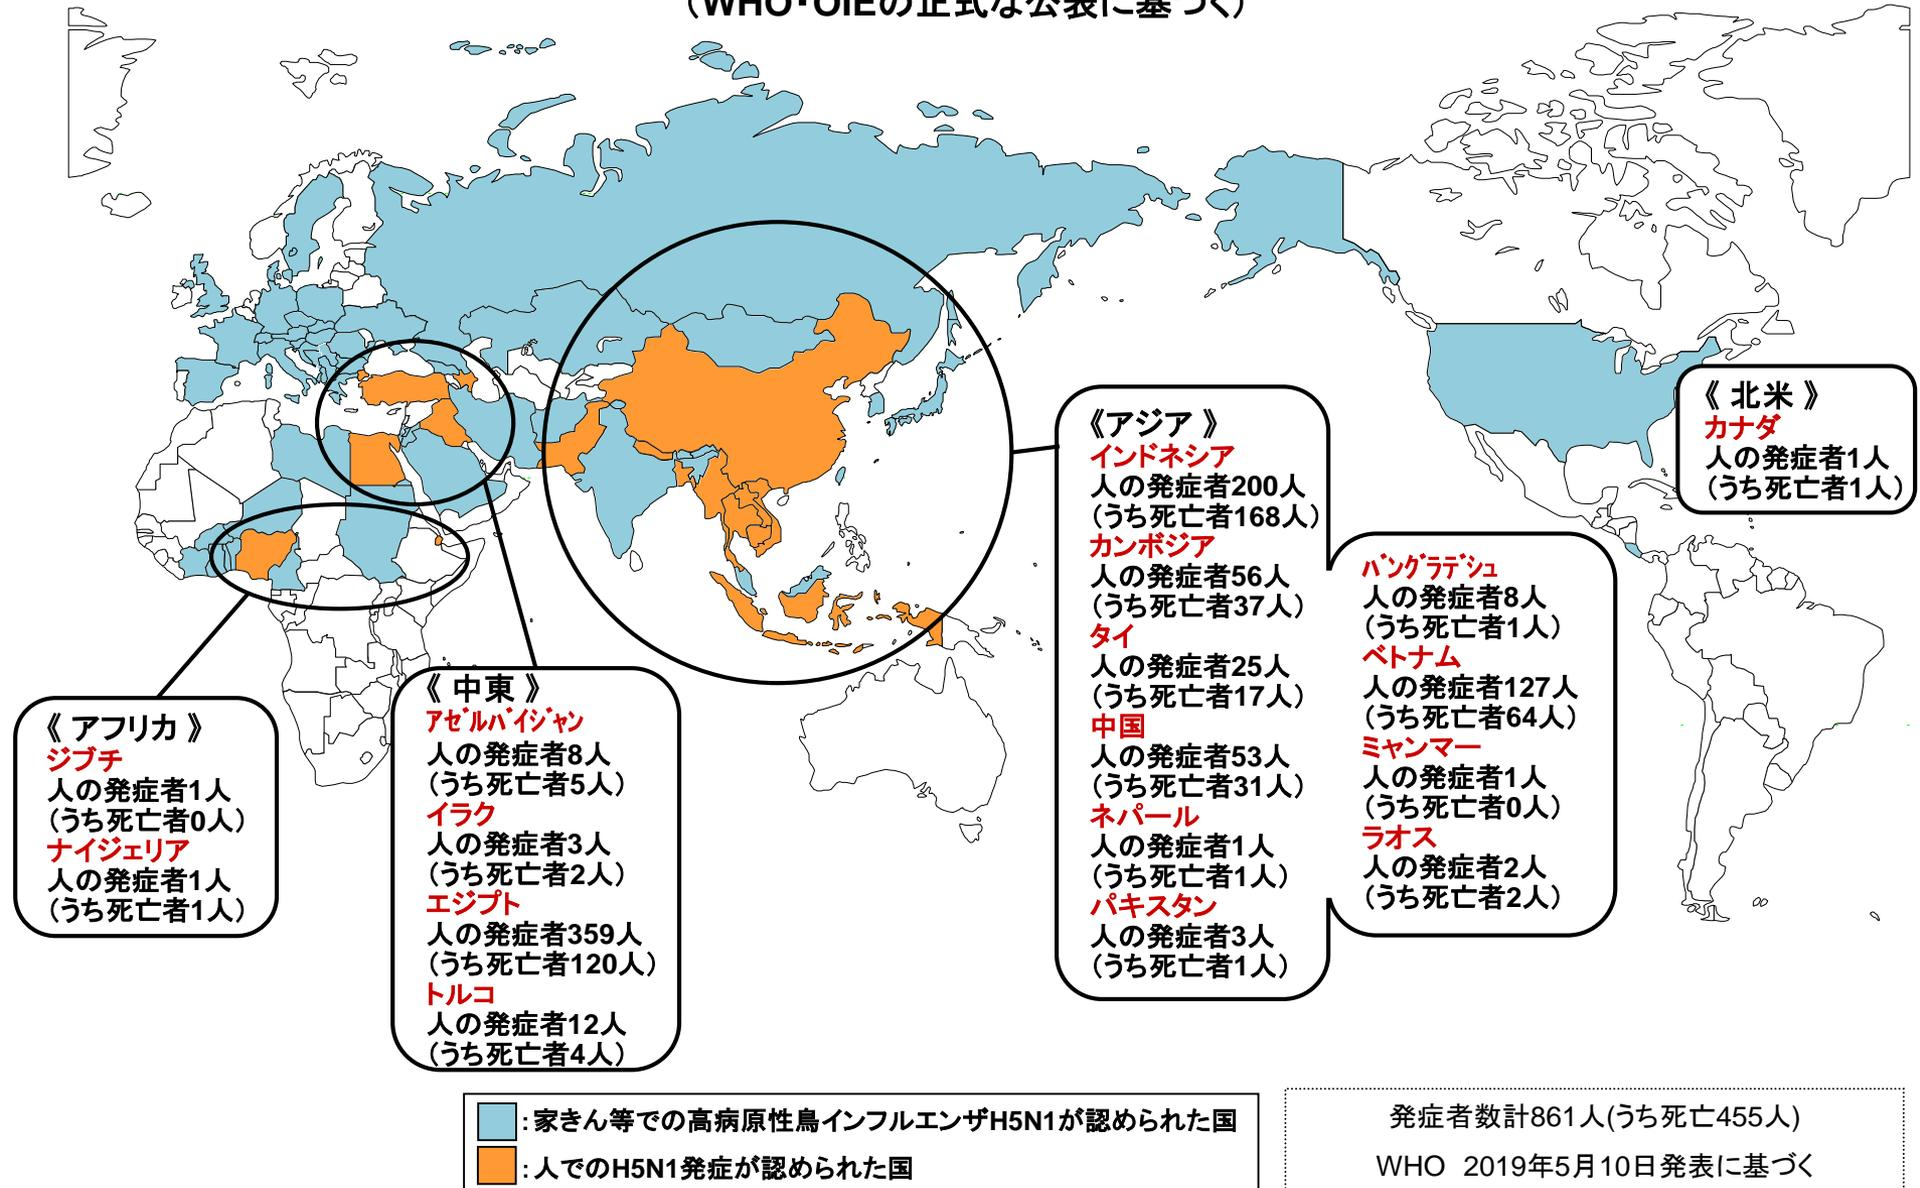 (WHO・OIEの正式な公表に基づく)
《 北米 》
カナダ
人の発症者1人
(うち死亡者1人)
《アジア 》
インドネシア
人の発症者200人
(うち死亡者168人)
カンボジア
人の発症者56人
(うち死亡者37人)
タイ
人の発症者25人
(うち死亡者17人)
中国
人の発症者53人
(うち死亡者31人)
ネパール
人の発症者1人
(うち死亡者1人)
パキスタン
人の発症者3人
(うち死亡者1人)
バングラデシュ
人の発症者8人
(うち死亡者1人)
ベトナム
人の発症者127人
(うち死亡者64人)
ミャンマー
人の発症者1人
(うち死亡者0人)
ラオス
人の発症者2人
(うち死亡者2人)
《 中東 》
アゼルバイジャン
人の発症者8人
(うち死亡者5人)
イラク
人の発症者3人
(うち死亡者2人)
エジプト
人の発症者359人
(うち死亡者120人)
トルコ
人の発症者12人
(うち死亡者4人)
《 アフリカ 》
ジブチ
人の発症者1人
(うち死亡者0人)
ナイジェリア
人の発症者1人
(うち死亡者1人)
:家きん等での高病原性鳥インフルエンザH5N1が認められた国
:人でのH5N1発症が認められた国
発症者数計861人(うち死亡455人)
WHO 2019年5月10日発表に基づく